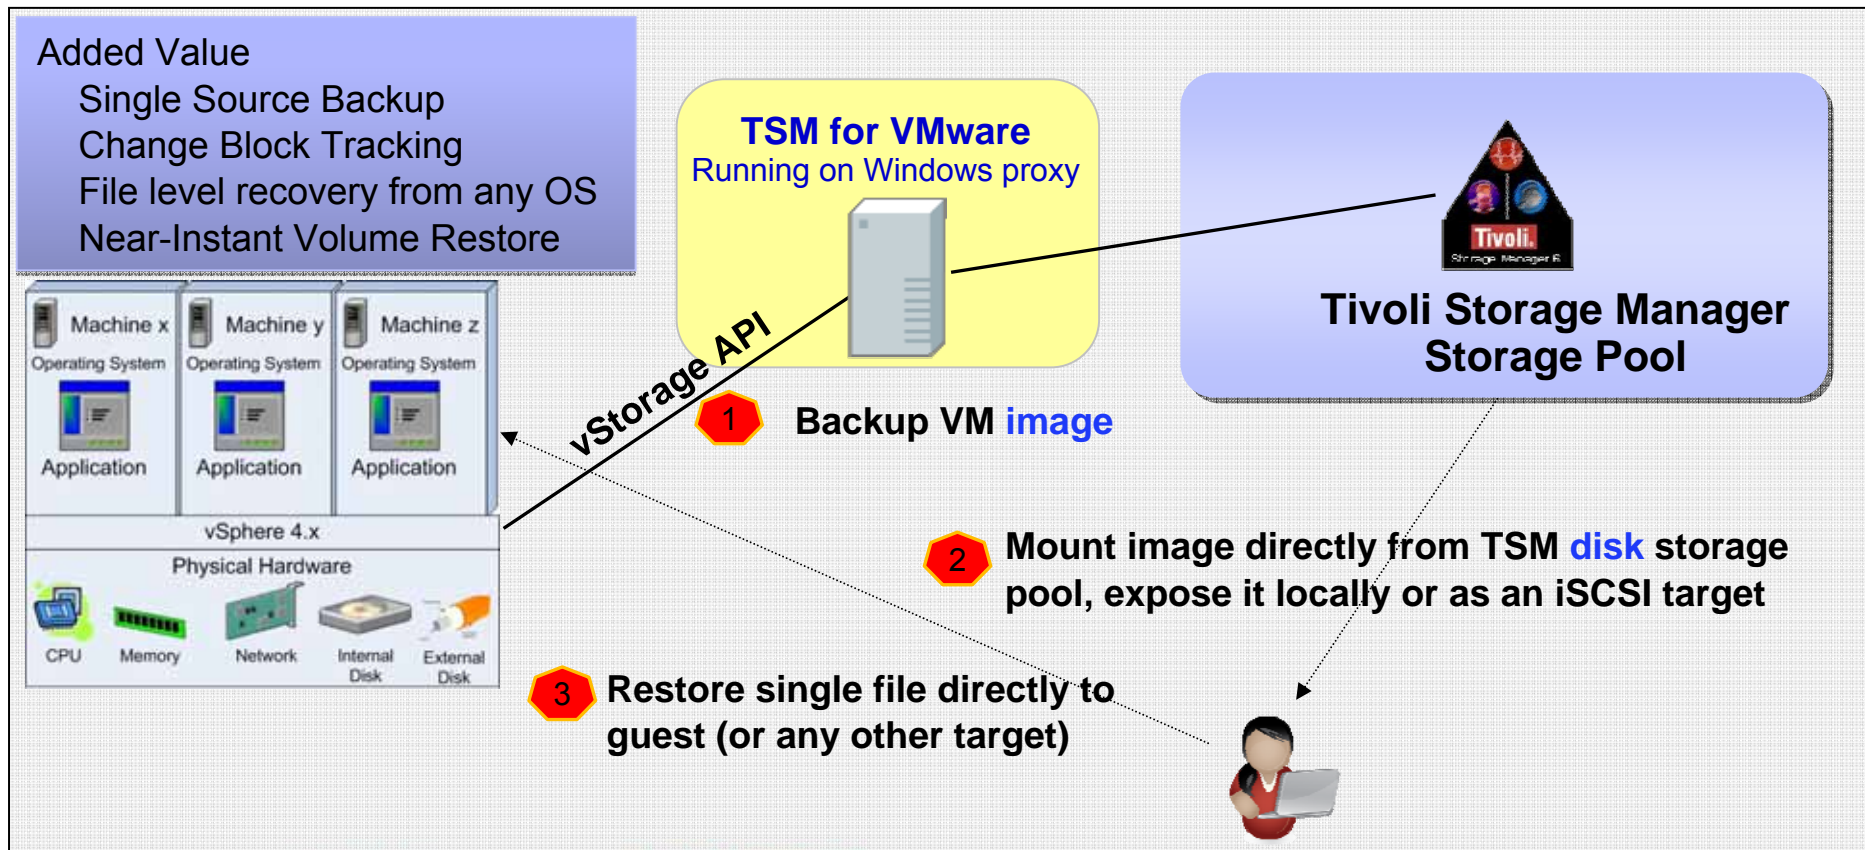 Added Value
Single Source Backup
Change Block Tracking
File level recovery from any OS
Near-Instant Volume Restore
TSM for VMware
Running on Windows proxy
Tivoli.
Storage Manager 6
Tivoli Storage Manager
Storage Pool
Machine x
Machine y
Machine z
Operating System
Operating System
Operating System
Application
Application
Application
vSphere 4.x
Physical Hardware
CPU
Memory
Network
Internal
Disk
External
Disk
vStorage API
1
Backup VM image
2
Mount image directly from TSM disk storage
pool, expose it locally or as an iSCSI target
3
Restore single file directly to
guest (or any other target)